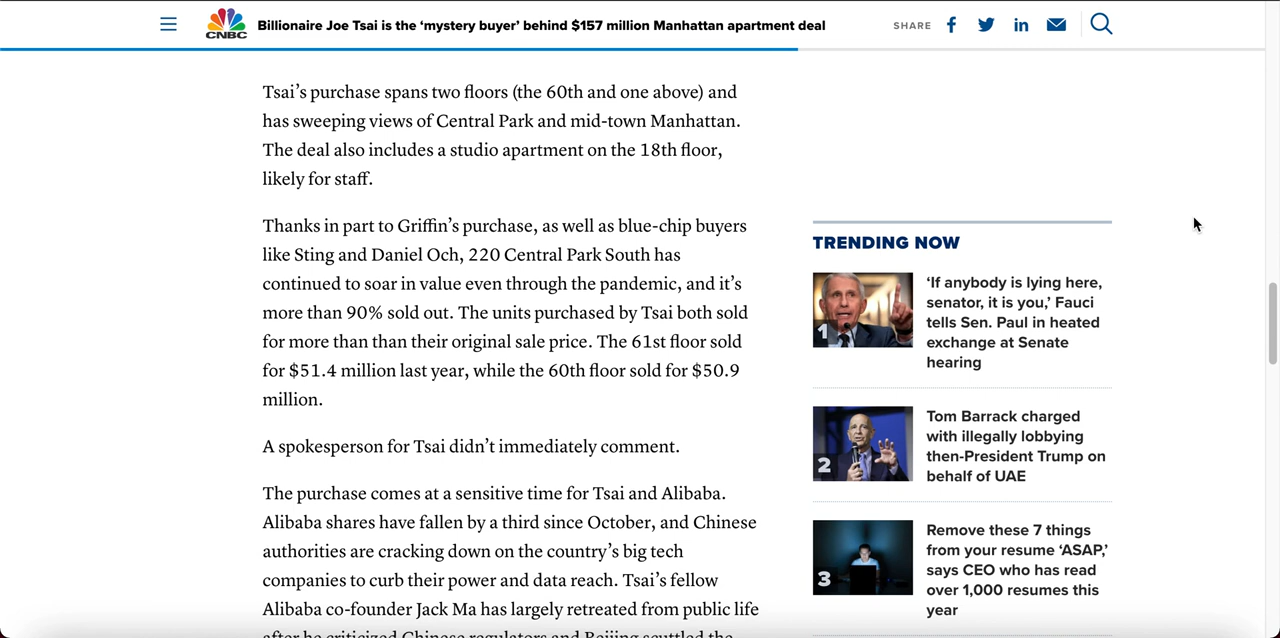 CNBC
Billionaire Joe Tsai is the ‘mystery buyer’ behind $157 million Manhattan apartment deal
SHARE
Tsai’s purchase spans two floors (the 60th and one above) and
has sweeping views of Central Park and mid-town Manhattan.
The deal also includes a studio apartment on the 18th floor,
likely for staff.
Thanks in part to Griffin’s purchase, as well as blue-chip buyers
like Sting and Daniel Och, 220 Central Park South has
continued to soar in value even through the pandemic, and it’s
more than 90% sold out. The units purchased by Tsai both sold
for more than than their original sale price. The 61st floor sold
for $51.4 million last year, while the 60th floor sold for $50.9
million.
A spokesperson for Tsai didn’t immediately comment.
The purchase comes at a sensitive time for Tsai and Alibaba.
Alibaba shares have fallen by a third since October, and Chinese
authorities are cracking down on the country’s big tech
companies to curb their power and data reach. Tsai’s fellow
Alibaba co-founder Jack Ma has largely retreated from public life
after he criticized Chinese regulators and Beijing scuttled the
TRENDING NOW
1
‘If anybody is lying here,
senator, it is you,’ Fauci
tells Sen. Paul in heated
exchange at Senate
hearing
2
Tom Barrack charged
with illegally lobbying
then-President Trump on
behalf of UAE
3
Remove these 7 things
from your resume ‘ASAP,’
says CEO who has read
over 1,000 resumes this
year